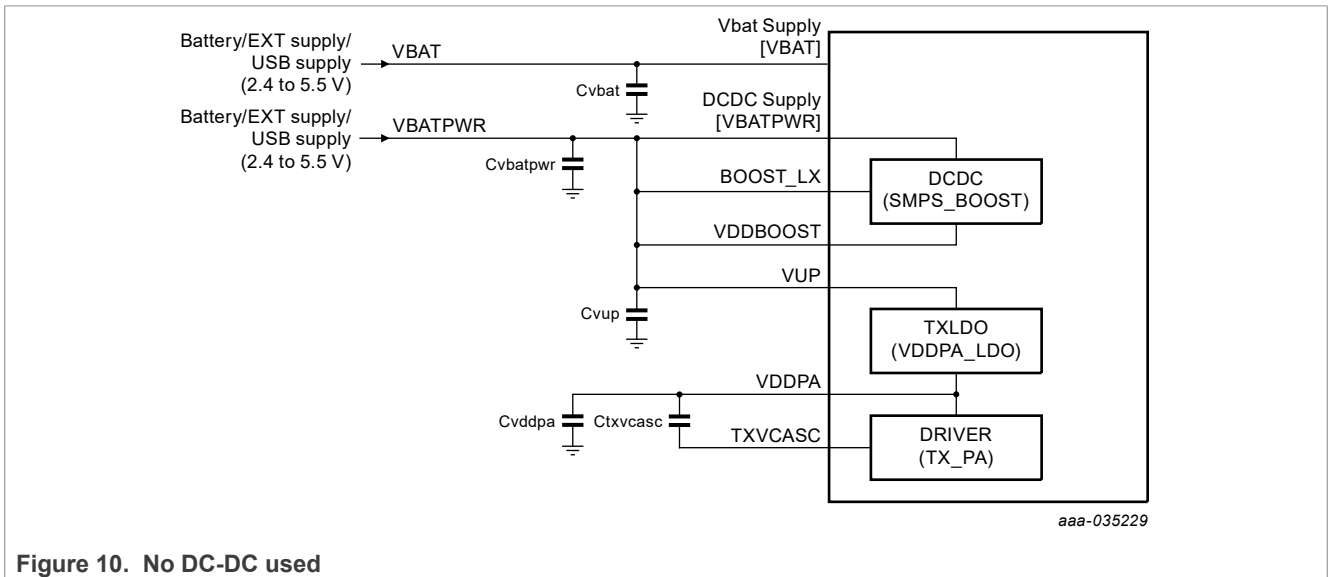 Battery/EXT supply/
USB supply
(2.4 to 5.5 V)
VBAT
Vbat Supply
[VBAT]
Cvbat
Battery/EXT supply/
USB supply
(2.4 to 5.5 V)
VBATPWR
DCDC Supply
[VBATPWR]
Cvbatpwr
BOOST_LX
DCDC
(SMPS_BOOST)
VDDBOOST
VUP
Cvup
TXLDO
(VDDPA_LDO)
VDDPA
Cvddpa
Ctxvcasc
TXVCASC
DRIVER
(TX_PA)
aaa-035229
Figure 10. No DC-DC used